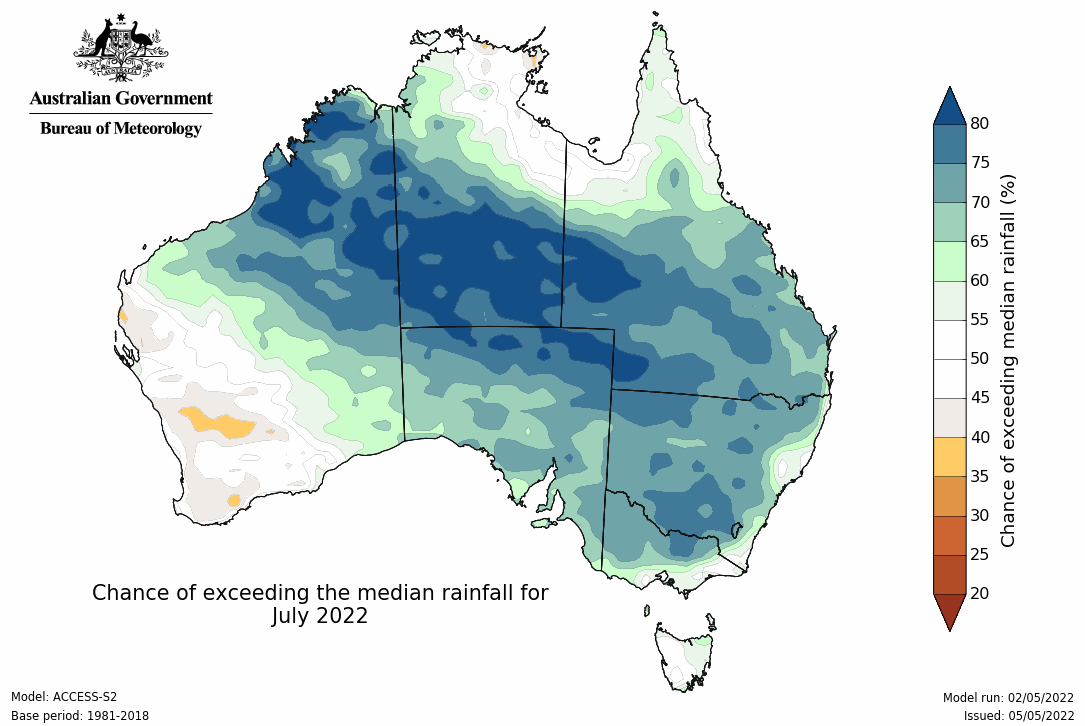 AUSTRALIA
Australian Government
Bureau of Meteorology
80
75
70
65
60
55
50
45
40
35
30
25
20
Chance of exceeding median rainfall (%)
Chance of exceeding the median rainfall for
July 2022
Model: ACCESS-S2
Base period: 1981-2018
Model run: 02/05/2022
Issued: 05/05/2022